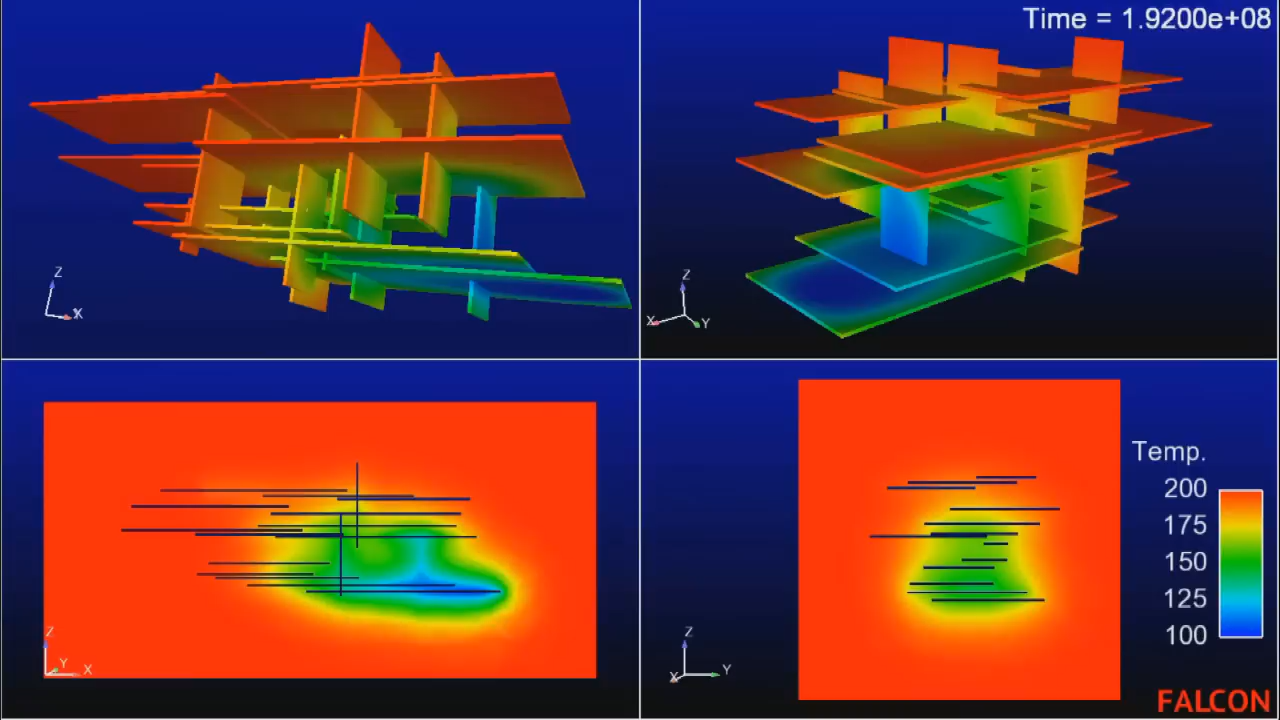 Time = 1.9200e+08
Z
X
Z
X
Y
Temp.
200
175
150
125
100
Z
Y
X
Z
X
Y
FALCON